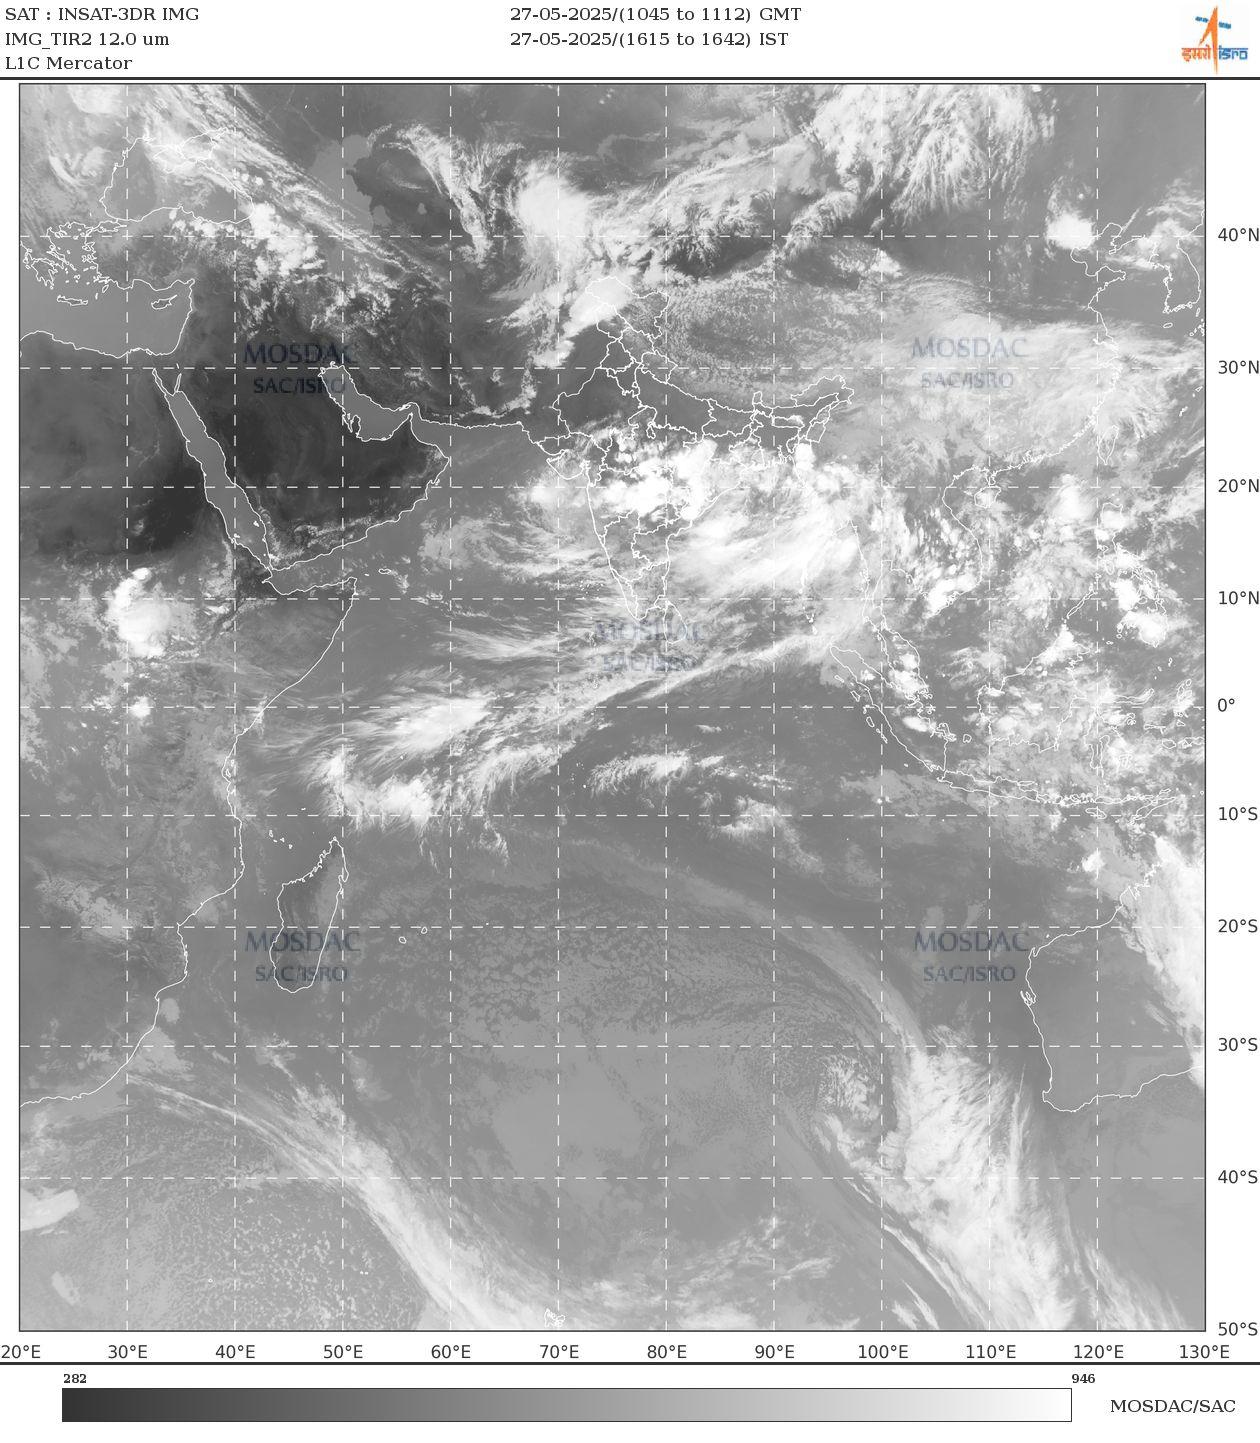 SAT : INSAT-3DR IMG
27-05-2025/(1045 to 1112) GMT
IMG_TIR2 12.0 um
27-05-2025/(1615 to 1642) IST
L1C Mercator
इसरो isro
40°N
MOSDAC
SAC/ISRO
MOSDAC
SAC/ISRO
30°N
20°N
10°N
MOSDAC
SAC/ISRO
0°
10°S
20°S
MOSDAC
SAC/ISRO
MOSDAC
SAC/ISRO
30°S
40°S
50°S
20°E 30°E 40°E 50°E 60°E 70°E 80°E 90°E 100°E 110°E 120°E 130°E
282 946
MOSDAC/SAC